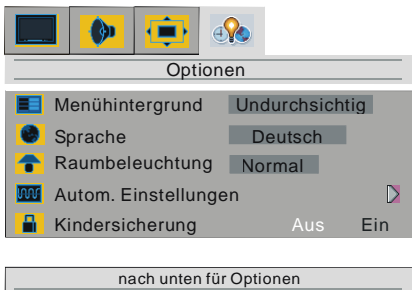 Optionen
Menühintergrund Undurchsichtig
Sprache Deutsch
Raumbeleuchtung Normal
Autom. Einstellungen
Kindersicherung Aus Ein
nach unten für Optionen